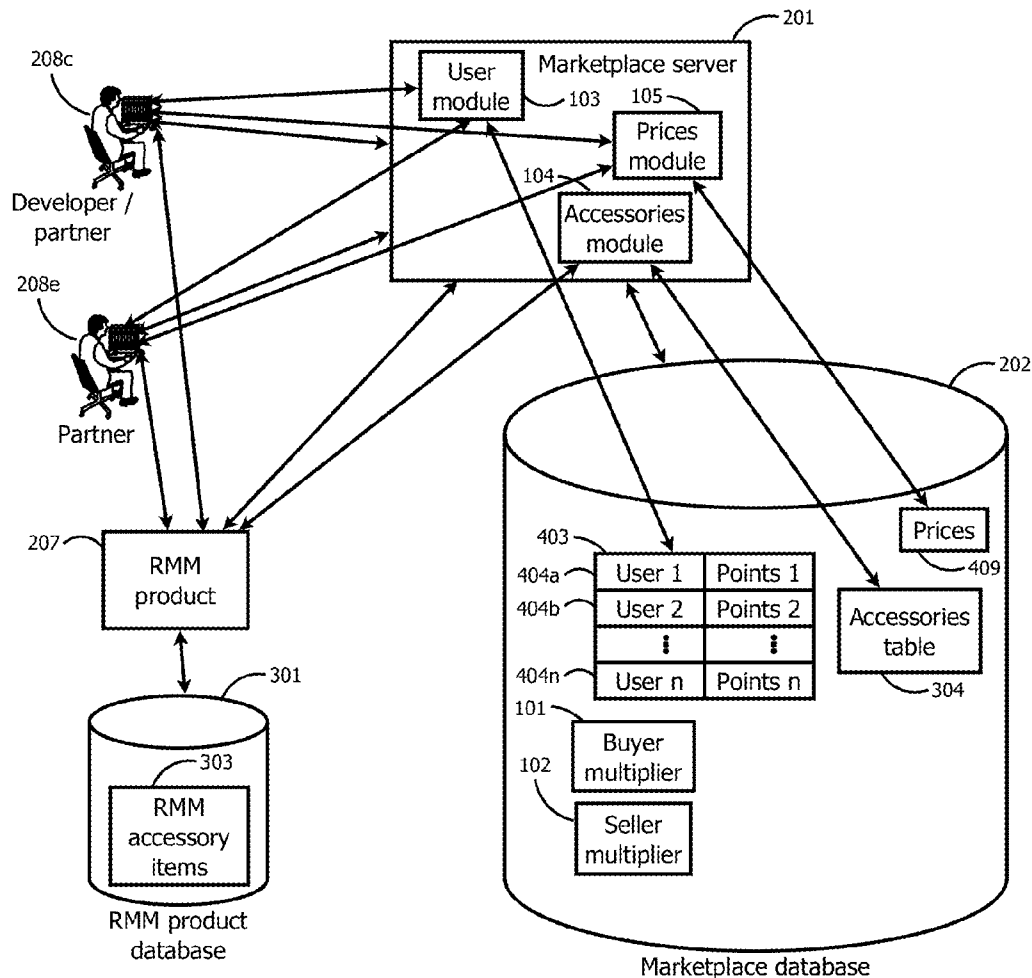 201
208c
User
module
Marketplace server
103
105
Prices
module
104
Accessories
module
Developer /
partner
208e
Partner
202
207
RMM
product
403
404a
User 1
Points 1
Prices
409
404b
User 2
Points 2
Accessories
table
404n
User n
Points n
304
301
101
Buyer
multiplier
303
RMM
accessory
items
102
Seller
multiplier
RMM product
database
Marketplace database